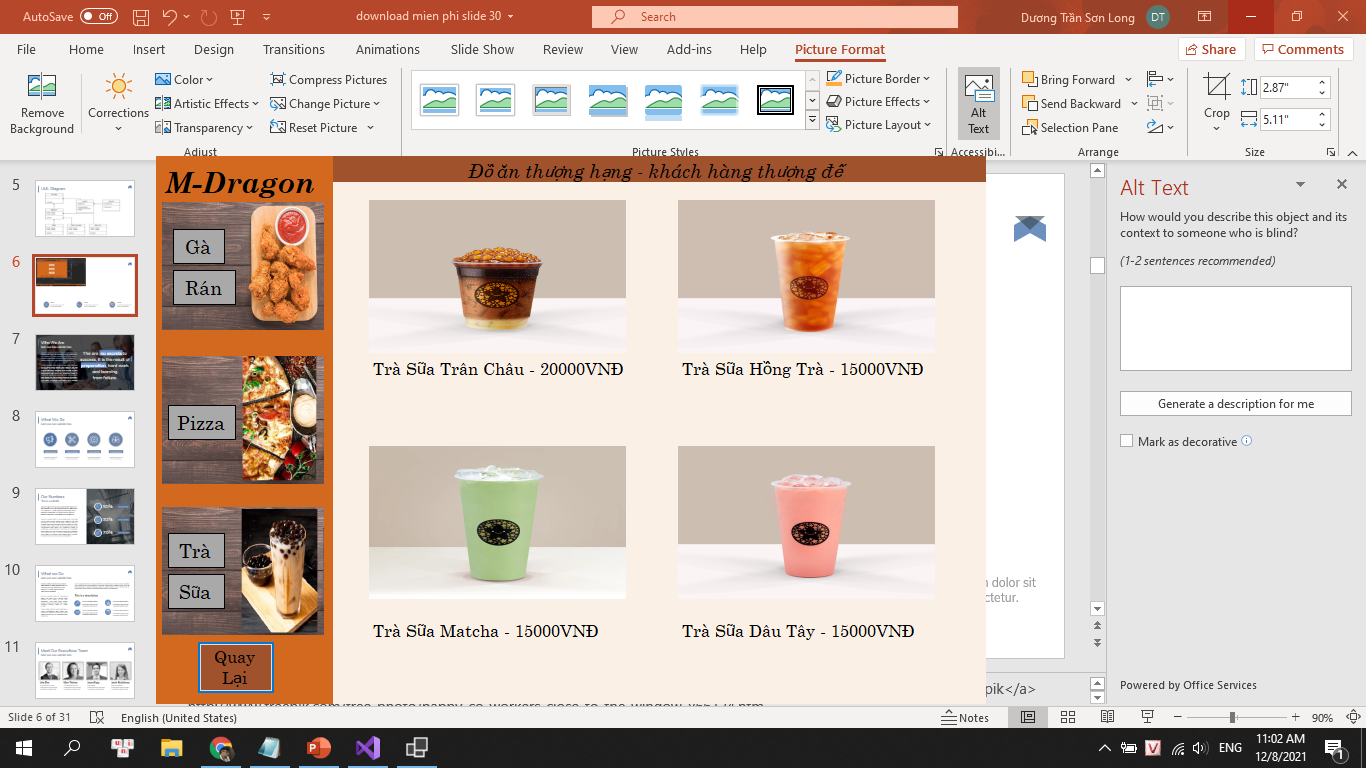 AutoSave Off
download mien phi slide 30
Search
Dương Trần Sơn Long
DT
File Home Insert Design Transitions Animations Slide Show Review View Add-ins Help Picture Format
Share Comments
Remove Background
Corrections
Color
Artistic Effects
Transparency
Compress Pictures
Change Picture
Reset Picture
Adjust
Picture Styles
Picture Border
Picture Effects
Picture Layout
Alt Text
Accessibi...
Bring Forward
Send Backward
Selection Pane
Arrange
Crop
2.87"
5.11"
Size
5
6
7
8
9
10
11
M-Dragon
Đồ ăn thượng hạng - khách hàng thượng đế
Gà
Rán
Pizza
Trà
Sữa
Quay
Lại
Trà Sữa Trân Châu - 20000VNĐ
Trà Sữa Hồng Trà - 15000VNĐ
Trà Sữa Matcha - 15000VNĐ
Trà Sữa Dâu Tây - 15000VNĐ
dolor sit
ctetur.
pik</a>
Alt Text
How would you describe this object and its
context to someone who is blind?
(1-2 sentences recommended)
Generate a description for me
Mark as decorative
Powered by Office Services
Slide 6 of 31
English (United States)
Notes
90%
ENG
11:02 AM
12/8/2021
1